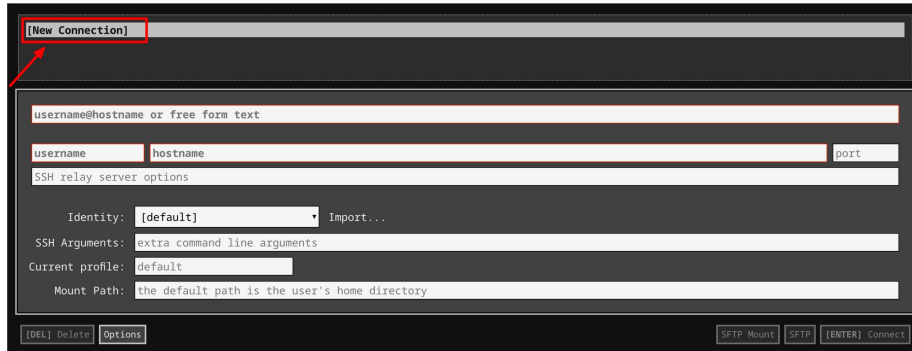 [New Connection]
username@hostname or free form text
username hostname port
SSH relay server options
Identity: [default] Import...
SSH Arguments: extra command line arguments
Current profile: default
Mount Path: the default path is the user's home directory
[DEL] Delete Options SFTP Mount SFTP [ENTER] Connect